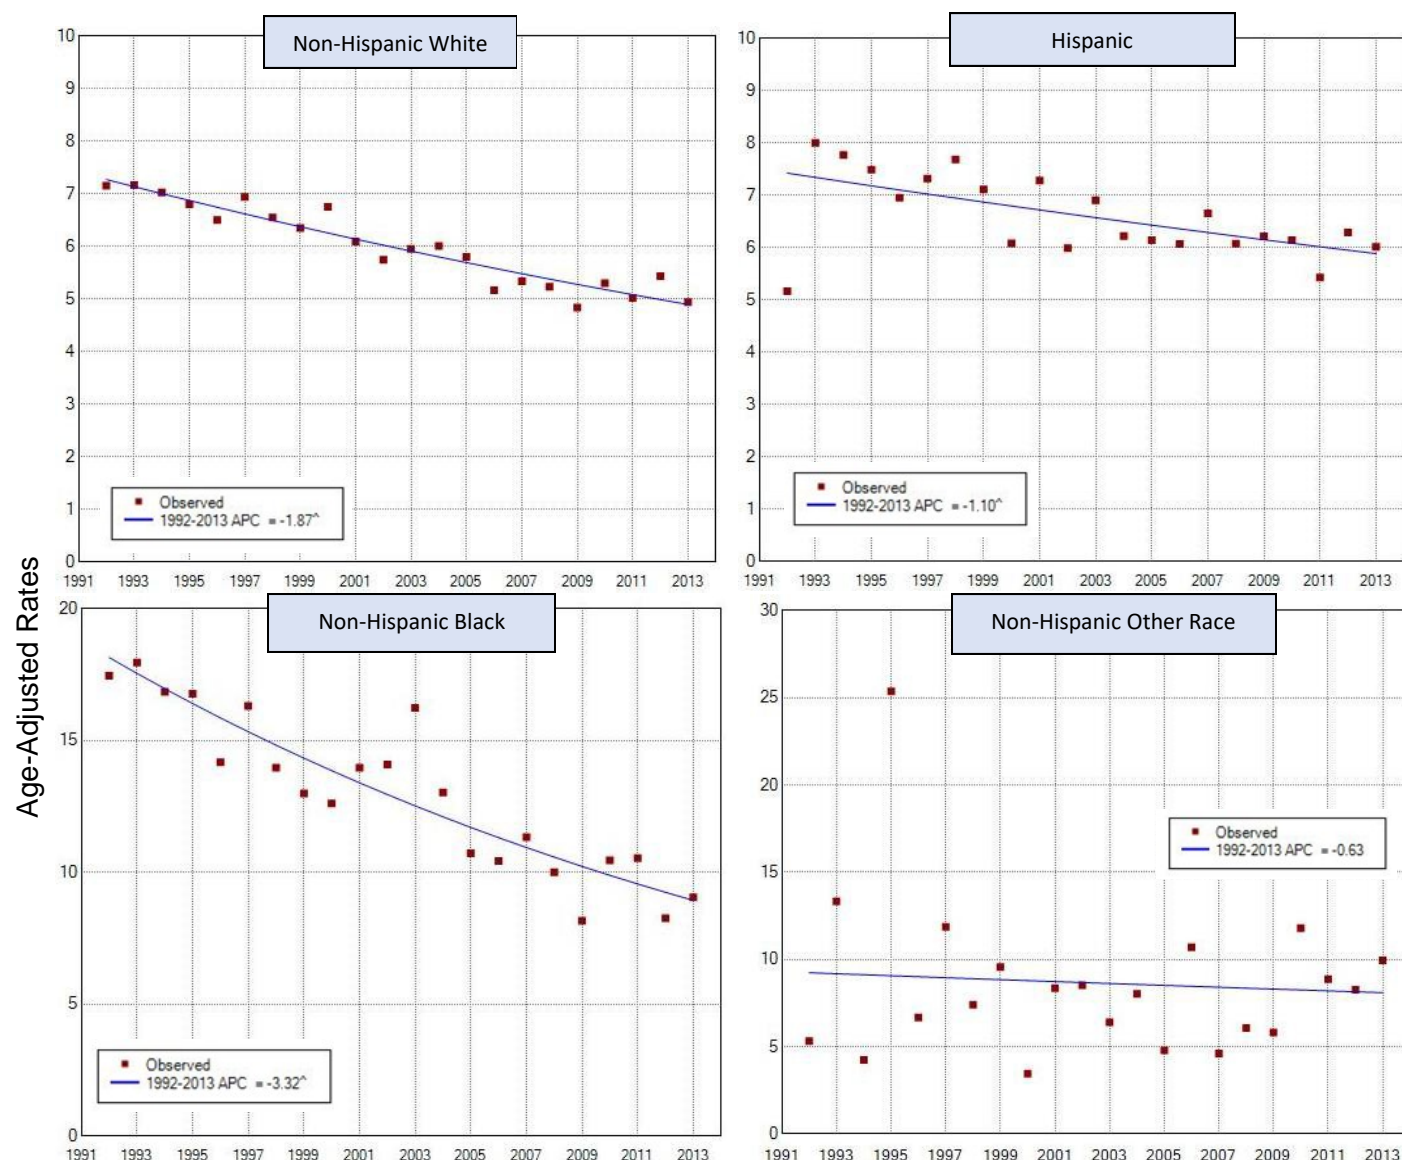 Age-Adjusted Rates
Non-Hispanic White
10
9
8
7
6
5
4
3
2
1
0
Observed
1992-2013 APC = -1.87^
1991 1993 1995 1997 1999 2001 2003 2005 2007 2009 2011 2013
Hispanic
10
9
8
7
6
5
4
3
2
1
0
Observed
1992-2013 APC = -1.10^
1991 1993 1995 1997 1999 2001 2003 2005 2007 2009 2011 2013
Non-Hispanic Black
20
15
10
5
0
Observed
1992-2013 APC = -3.32^
1991 1993 1995 1997 1999 2001 2003 2005 2007 2009 2011 2013
Non-Hispanic Other Race
30
25
20
15
10
5
0
Observed
1992-2013 APC = -0.63
1991 1993 1995 1997 1999 2001 2003 2005 2007 2009 2011 2013